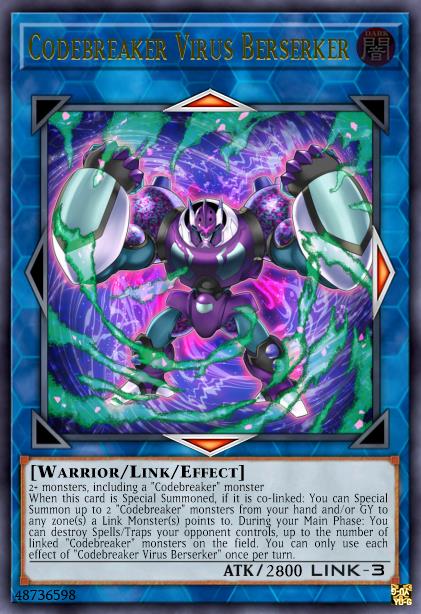 CODEBREAKER VIRUS BERSERKER
DARK
闇
[WARRIOR/LINK/EFFECT]
2+ monsters, including a "Codebreaker" monster
When this card is Special Summoned, if it is co-linked: You can Special
Summon up to 2 "Codebreaker" monsters from your hand and/or GY to
any zone(s) a Link Monster(s) points to. During your Main Phase: You
can destroy Spells/Traps your opponent controls, up to the number of
linked "Codebreaker" monsters on the field. You can only use each
effect of "Codebreaker Virus Berserker" once per turn.
ATK/2800 LINK-3
48736598